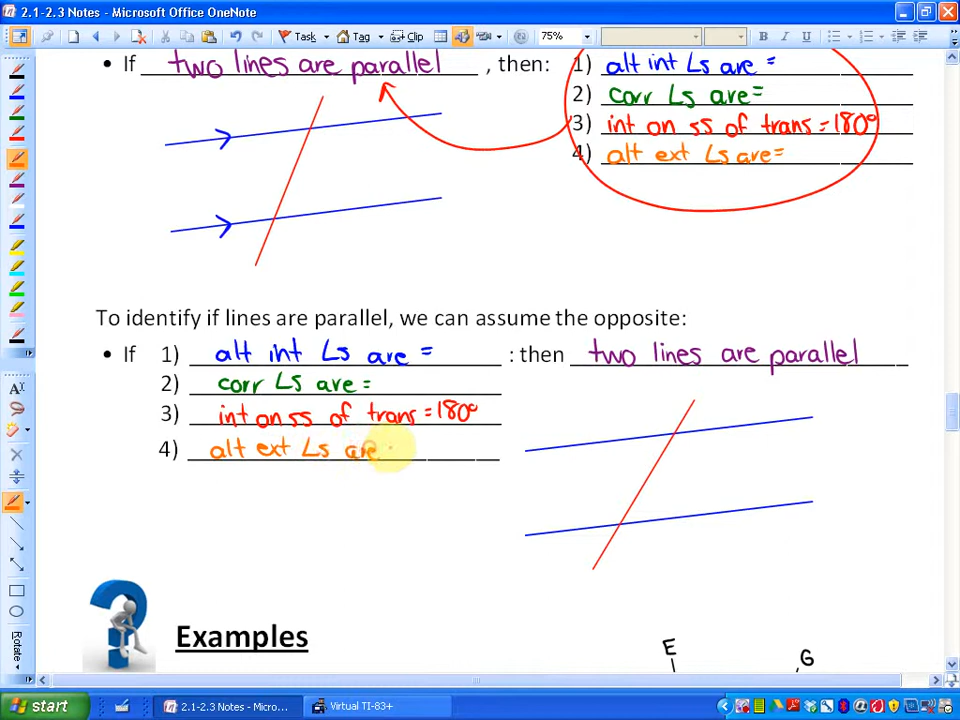 2.1-2.3 Notes - Microsoft Office OneNote
Task Tag Clip 75% B I U
• If two lines are parallel , then: 1) alt int ∠s are =
2) corr ∠s are=
3) int on ss of trans=180°
4) alt ext ∠s are=
To identify if lines are parallel, we can assume the opposite:
• If 1) alt int ∠s are = : then two lines are parallel
2) corr ∠s are=
3) int on ss of trans=180°
4) alt ext ∠s are
Examples
E
G
Rotate
start 2.1-2.3 Notes - Micro... Virtual TI-83+